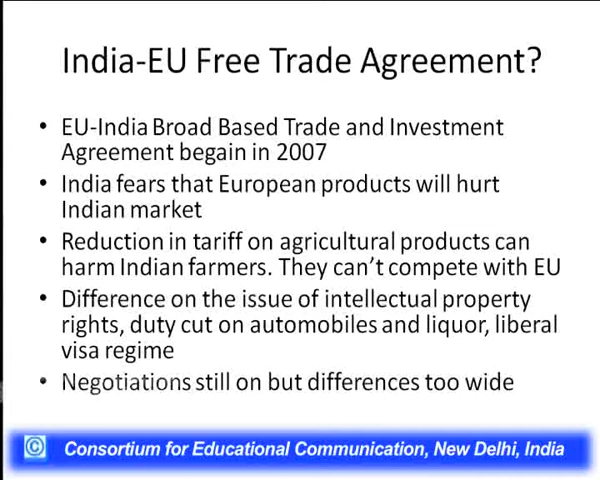 India-EU Free Trade Agreement?
• EU-India Broad Based Trade and Investment
Agreement begain in 2007
• India fears that European products will hurt
Indian market
• Reduction in tariff on agricultural products can
harm Indian farmers. They can't compete with EU
• Difference on the issue of intellectual property
rights, duty cut on automobiles and liquor, liberal
visa regime
• Negotiations still on but differences too wide
© Consortium for Educational Communication, New Delhi, India